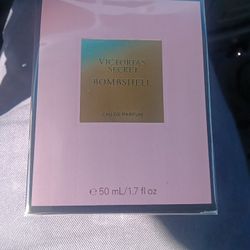 VICTORIA'S
SECRET
BOMBSHELL
EAU DE PARFUM
℮ 50 mL/1.7 fl oz